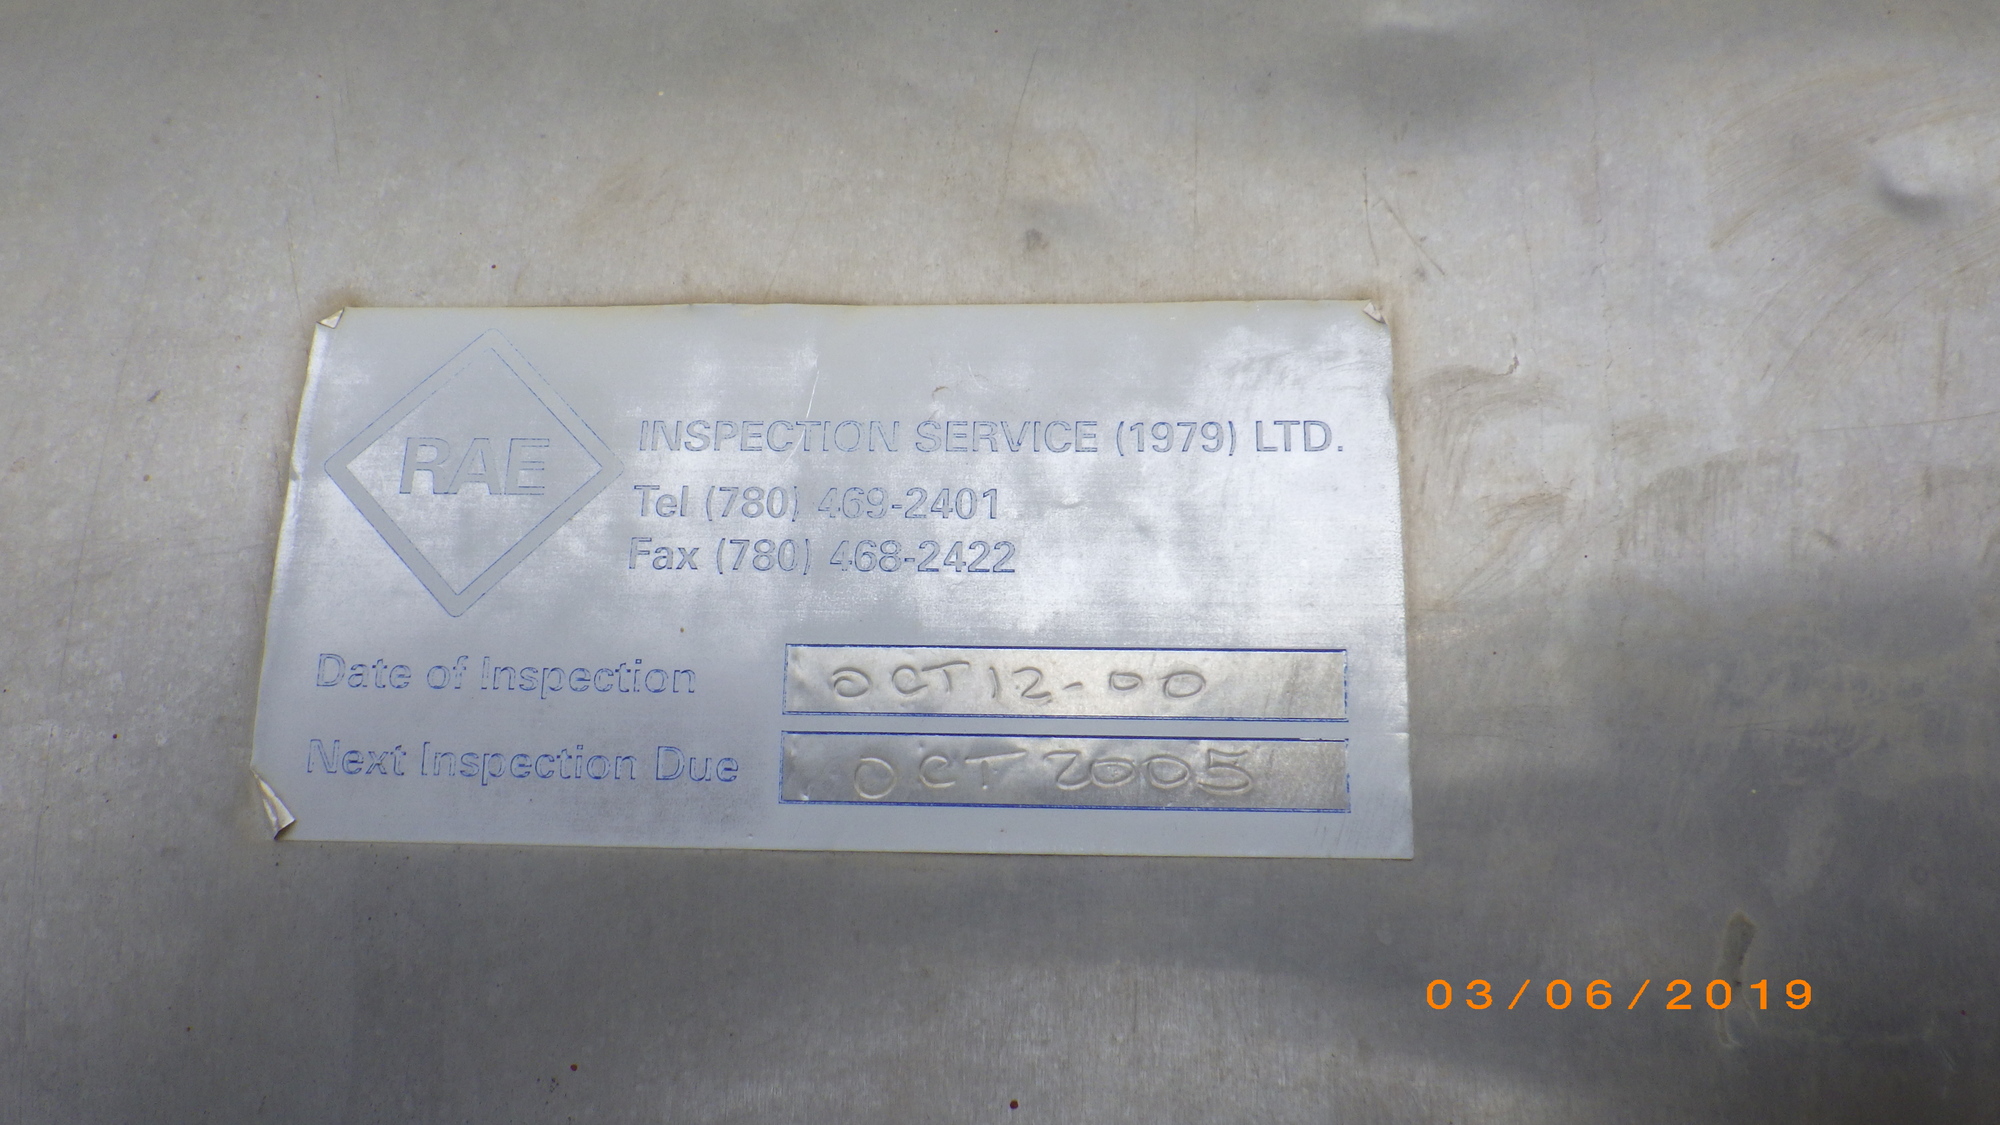 RAE
INSPECTION SERVICE (1979) LTD.
Tel (780) 469-2401
Fax (780) 468-2422
Date of Inspection OCT 12-00
Next Inspection Due OCT 2005
03/06/2019